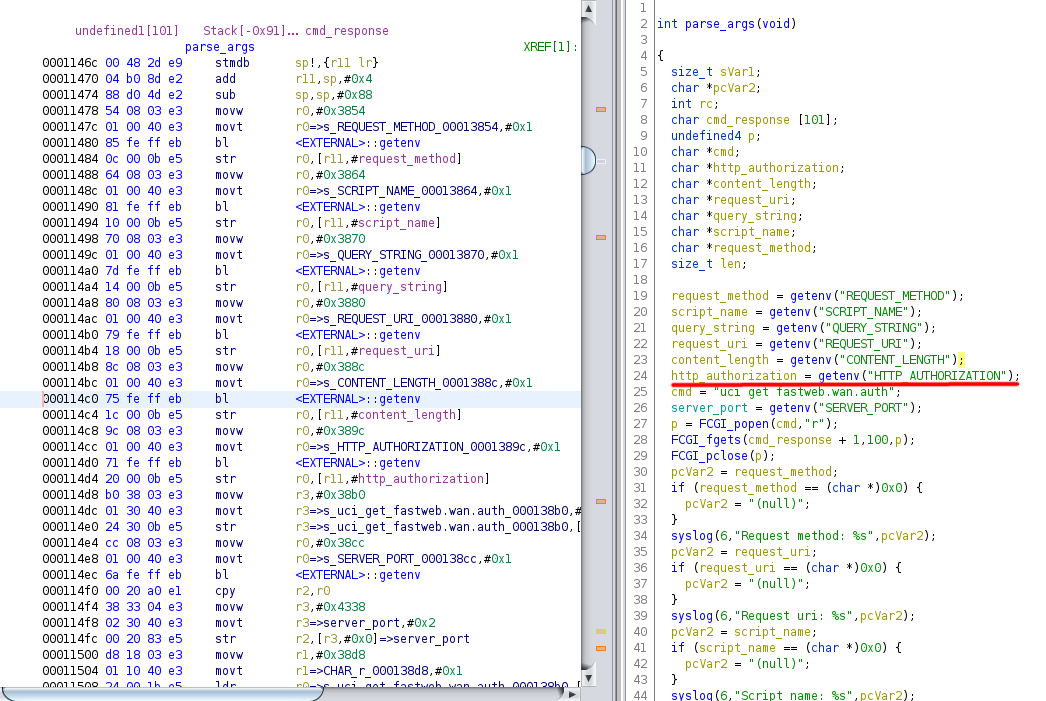 undefined1[101] Stack[-0x91]... cmd_response
parse_args XREF[1]:
0001146c 00 48 2d e9 stmdb sp!,{r11 lr}
00011470 04 b0 8d e2 add r11,sp,#0x4
00011474 88 d0 4d e2 sub sp,sp,#0x88
00011478 54 08 03 e3 movw r0,#0x3854
0001147c 01 00 40 e3 movt r0=>s_REQUEST_METHOD_00013854,#0x1
00011480 85 fe ff eb bl <EXTERNAL>::getenv
00011484 0c 00 0b e5 str r0,[r11,#request_method]
00011488 64 08 03 e3 movw r0,#0x3864
0001148c 01 00 40 e3 movt r0=>s_SCRIPT_NAME_00013864,#0x1
00011490 81 fe ff eb bl <EXTERNAL>::getenv
00011494 10 00 0b e5 str r0,[r11,#script_name]
00011498 70 08 03 e3 movw r0,#0x3870
0001149c 01 00 40 e3 movt r0=>s_QUERY_STRING_00013870,#0x1
000114a0 7d fe ff eb bl <EXTERNAL>::getenv
000114a4 14 00 0b e5 str r0,[r11,#query_string]
000114a8 80 08 03 e3 movw r0,#0x3880
000114ac 01 00 40 e3 movt r0=>s_REQUEST_URI_00013880,#0x1
000114b0 79 fe ff eb bl <EXTERNAL>::getenv
000114b4 18 00 0b e5 str r0,[r11,#request_uri]
000114b8 8c 08 03 e3 movw r0,#0x388c
000114bc 01 00 40 e3 movt r0=>s_CONTENT_LENGTH_0001388c,#0x1
000114c0 75 fe ff eb bl <EXTERNAL>::getenv
000114c4 1c 00 0b e5 str r0,[r11,#content_length]
000114c8 9c 08 03 e3 movw r0,#0x389c
000114cc 01 00 40 e3 movt r0=>s_HTTP_AUTHORIZATION_0001389c,#0x1
000114d0 71 fe ff eb bl <EXTERNAL>::getenv
000114d4 20 00 0b e5 str r0,[r11,#http_authorization]
000114d8 b0 38 03 e3 movw r3,#0x38b0
000114dc 01 30 40 e3 movt r3=>s_uci_get_fastweb.wan.auth_000138b0,#
000114e0 24 30 0b e5 str r3=>s_uci_get_fastweb.wan.auth_000138b0,[
000114e4 cc 08 03 e3 movw r0,#0x38cc
000114e8 01 00 40 e3 movt r0=>s_SERVER_PORT_000138cc,#0x1
000114ec 6a fe ff eb bl <EXTERNAL>::getenv
000114f0 00 20 a0 e1 cpy r2,r0
000114f4 38 33 04 e3 movw r3,#0x4338
000114f8 02 30 40 e3 movt r3=>server_port,#0x2
000114fc 00 20 83 e5 str r2,[r3,#0x0]=>server_port
00011500 d8 18 03 e3 movw r1,#0x38d8
00011504 01 10 40 e3 movt r1=>CHAR_r_000138d8,#0x1
00011508 24 00 1b e5 ldr r0=>s_uci_get_fastweb.wan.auth_000138b0,[
1
2 int parse_args(void)
3
4 {
5 size_t sVar1;
6 char *pcVar2;
7 int rc;
8 char cmd_response [101];
9 undefined4 p;
10 char *cmd;
11 char *http_authorization;
12 char *content_length;
13 char *request_uri;
14 char *query_string;
15 char *script_name;
16 char *request_method;
17 size_t len;
18
19 request_method = getenv("REQUEST_METHOD");
20 script_name = getenv("SCRIPT_NAME");
21 query_string = getenv("QUERY_STRING");
22 request_uri = getenv("REQUEST_URI");
23 content_length = getenv("CONTENT_LENGTH");
24 http_authorization = getenv("HTTP_AUTHORIZATION");
25 cmd = "uci get fastweb.wan.auth";
26 server_port = getenv("SERVER_PORT");
27 p = FCGI_popen(cmd,"r");
28 FCGI_fgets(cmd_response + 1,100,p);
29 FCGI_pclose(p);
30 pcVar2 = request_method;
31 if (request_method == (char *)0x0) {
32 pcVar2 = "(null)";
33 }
34 syslog(6,"Request method: %s",pcVar2);
35 pcVar2 = request_uri;
36 if (request_uri == (char *)0x0) {
37 pcVar2 = "(null)";
38 }
39 syslog(6,"Request uri: %s",pcVar2);
40 pcVar2 = script_name;
41 if (script_name == (char *)0x0) {
42 pcVar2 = "(null)";
43 }
44 syslog(6,"Script name: %s",pcVar2);